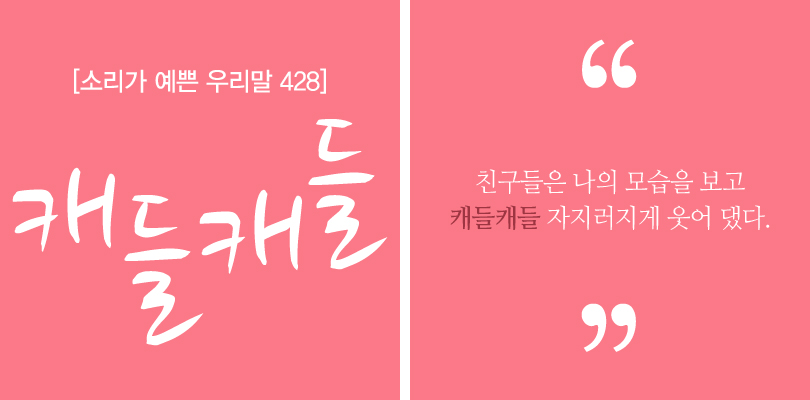 [소리가 예쁜 우리말 428]
캐들캐들
“
친구들은 나의 모습을 보고
캐들캐들 자지러지게 웃어 댔다.
”